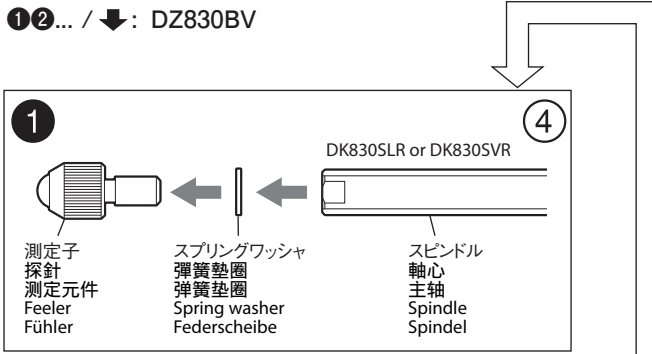 ❶❷... / 🡇: DZ830BV
❶
④
DK830SLR or DK830SVR
測定子
探針
测定元件
Feeler
Fühler
スプリングワッシャ
彈簧墊圈
弹簧垫圈
Spring washer
Federscheibe
スピンドル
軸心
主轴
Spindle
Spindel